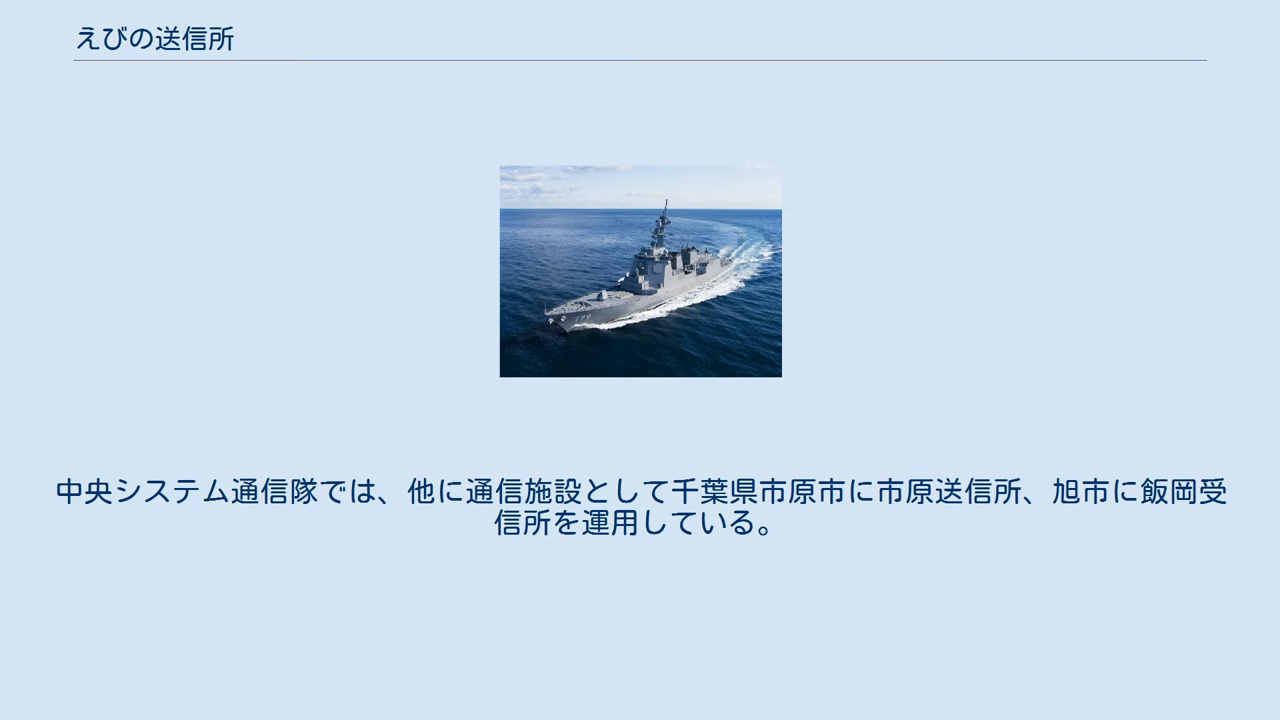 えびの送信所
179
中央システム通信隊では、他に通信施設として千葉県市原市に市原送信所、旭市に飯岡受
信所を運用している。